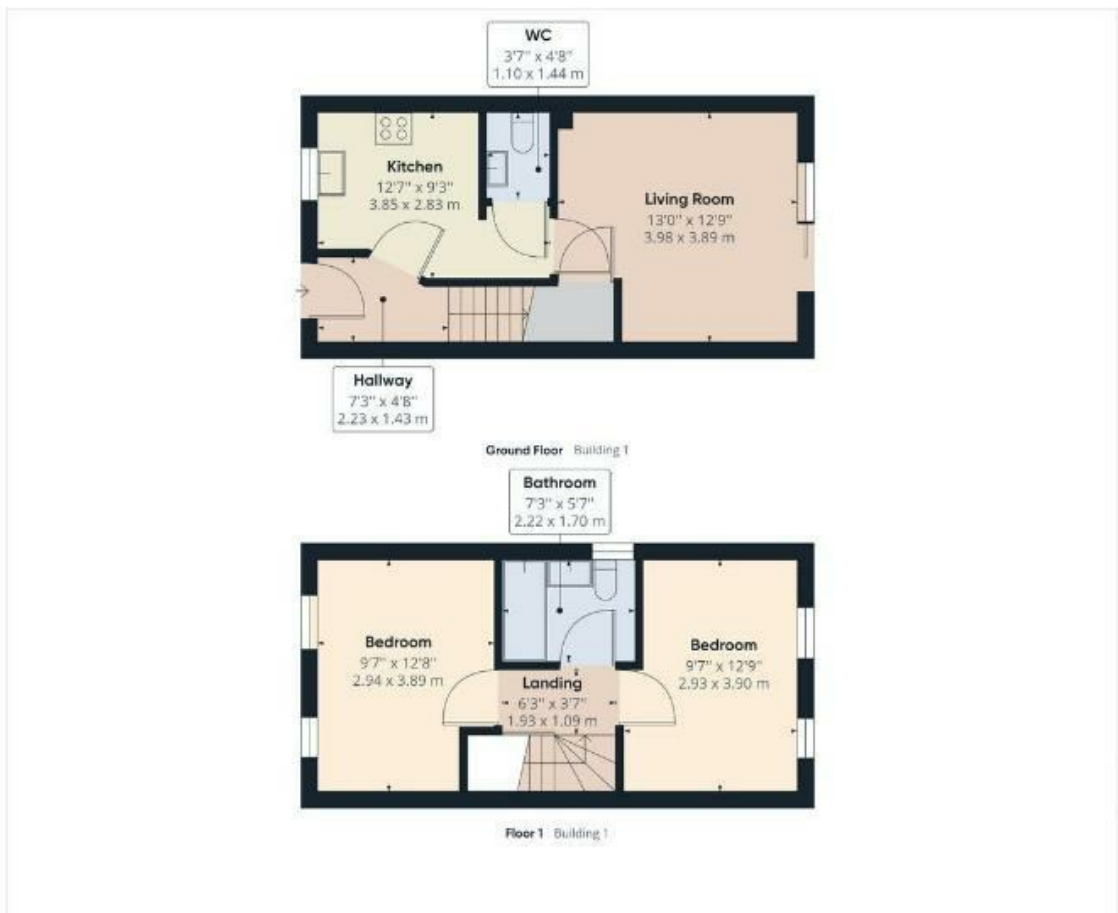 WC
3'7" x 4'8"
1.10 x 1.44 m
Kitchen
12'7" x 9'3"
3.85 x 2.83 m
Living Room
13'0" x 12'9"
3.98 x 3.89 m
Hallway
7'3" x 4'8"
2.23 x 1.43 m
Ground Floor Building 1
Bathroom
7'3" x 5'7"
2.22 x 1.70 m
Bedroom
9'7" x 12'8"
2.94 x 3.89 m
Landing
6'3" x 3'7"
1.93 x 1.09 m
Bedroom
9'7" x 12'9"
2.93 x 3.90 m
Floor 1 Building 1